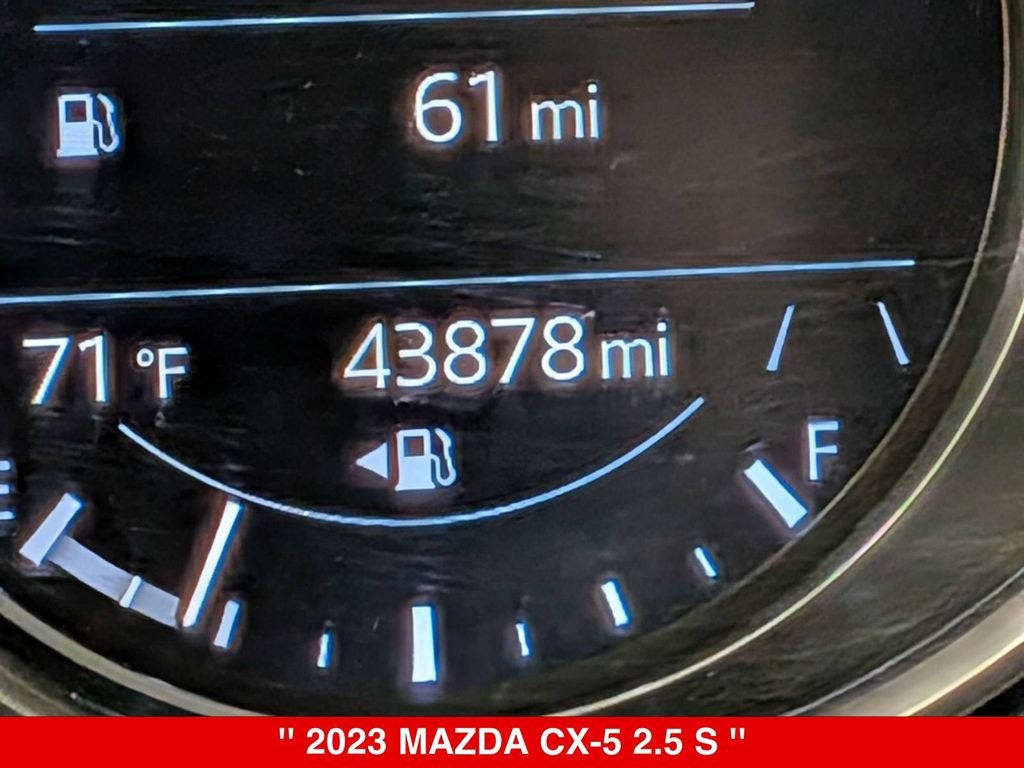 61 mi
71 °F 43878 mi
F
E
" 2023 MAZDA CX-5 2.5 S "